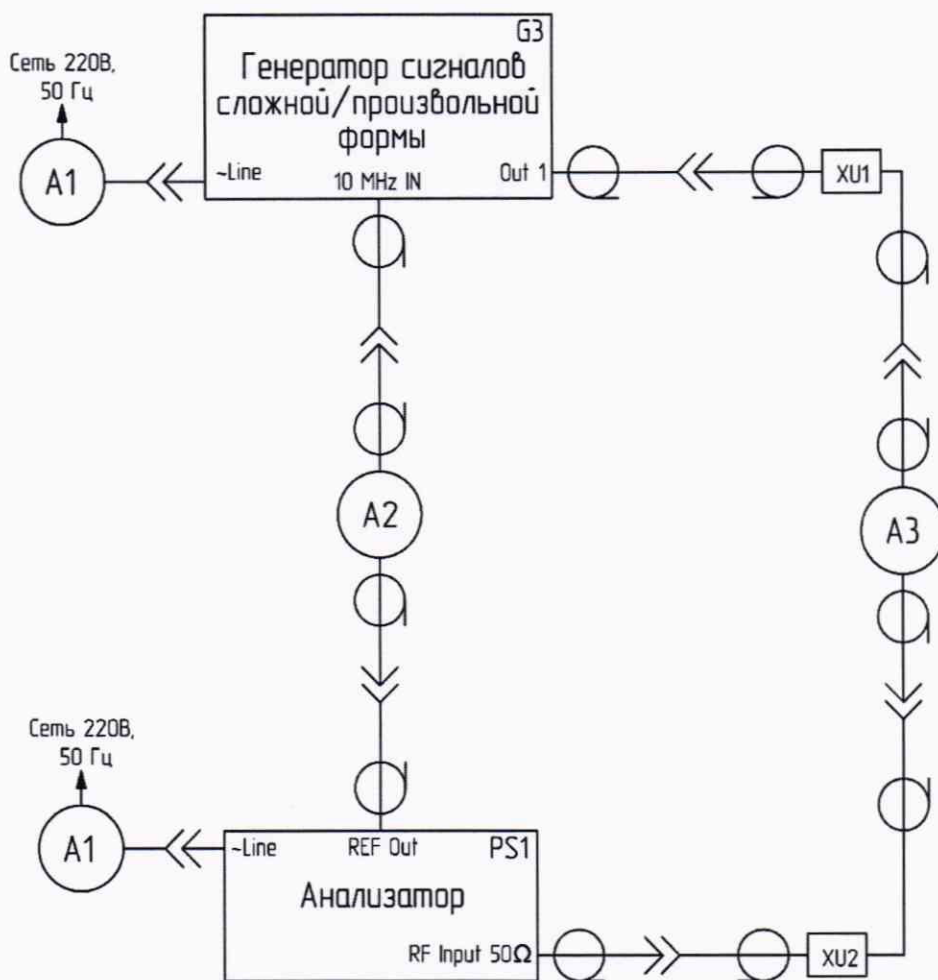 G3
Сеть 220В,
50 Гц
Генератор сигналов
сложной/произвольной
формы
A1
~Line
10 MHz IN
Out 1
XU1
A2
A3
Сеть 220В,
50 Гц
A1
~Line
REF Out
PS1
Анализатор
RF Input 50Ω
XU2